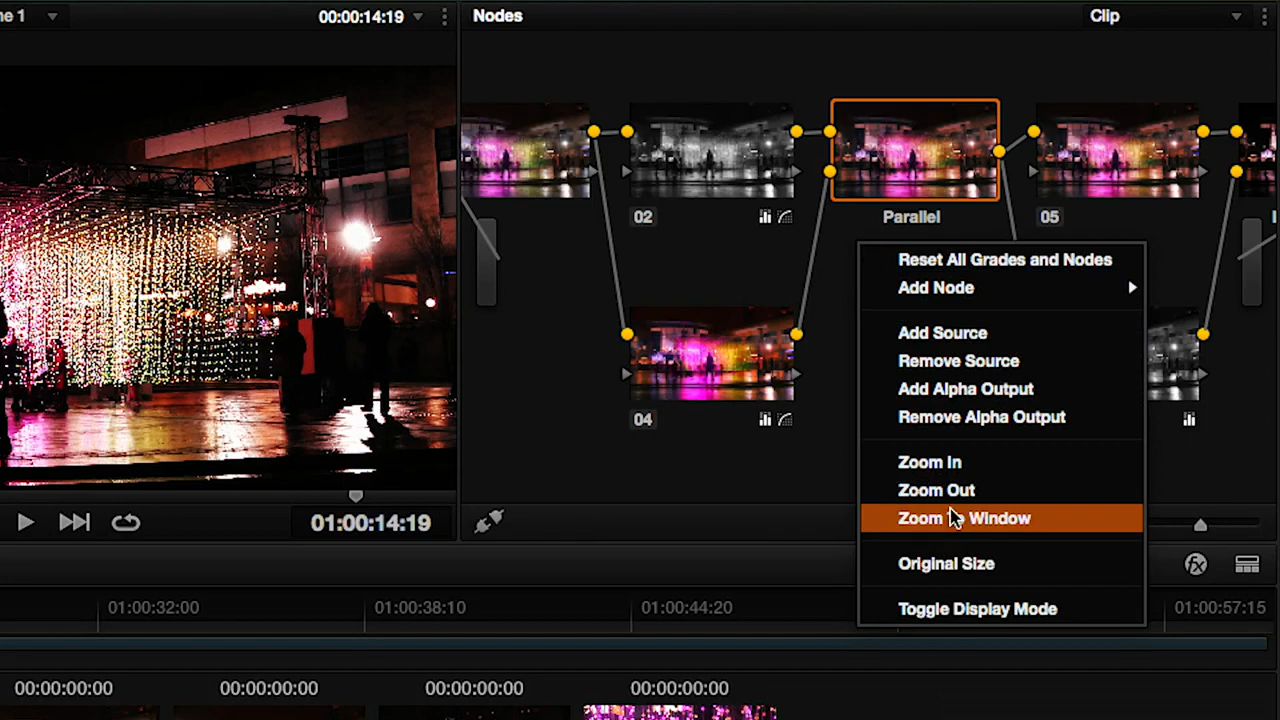 ne 1
00:00:14:19
Nodes
Clip
02
Parallel
05
04
Reset All Grades and Nodes
Add Node
Add Source
Remove Source
Add Alpha Output
Remove Alpha Output
Zoom In
Zoom Out
Zoom Window
Original Size
Toggle Display Mode
01:00:14:19
fx
01:00:32:00
01:00:38:10
01:00:44:20
01:00:57:15
00:00:00:00
00:00:00:00
00:00:00:00
00:00:00:00